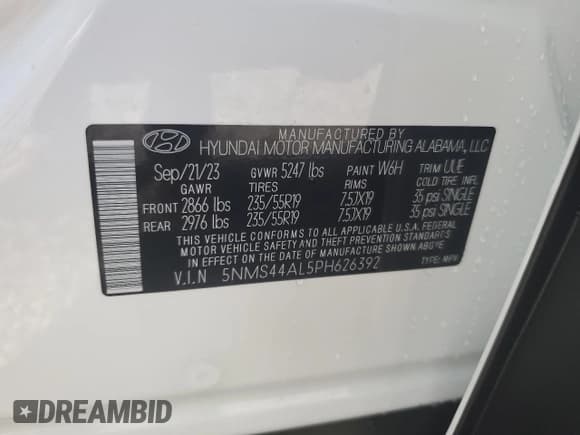 MANUFACTURED BY
HYUNDAI MOTOR MANUFACTURING ALABAMA, LLC
Sep/21/23 GVWR 5247 lbs PAINT W6H TRIM UUE
GAWR TIRES RIMS COLD TIRE INFL
FRONT 2866 lbs 235/55R19 7.5JX19 35 psi SINGLE
REAR 2976 lbs 235/55R19 7.5JX19 35 psi SINGLE
THIS VEHICLE CONFORMS TO ALL APPLICABLE U.S.A. FEDERAL
MOTOR VEHICLE SAFETY, BUMPER, AND
THEFT PREVENTION STANDARDS IN EFFECT ON
THE DATE OF MANUFACTURE SHOWN ABOVE.
V.I.N 5NMS44AL5PH626392 TYPE: MPV
DREAMBID